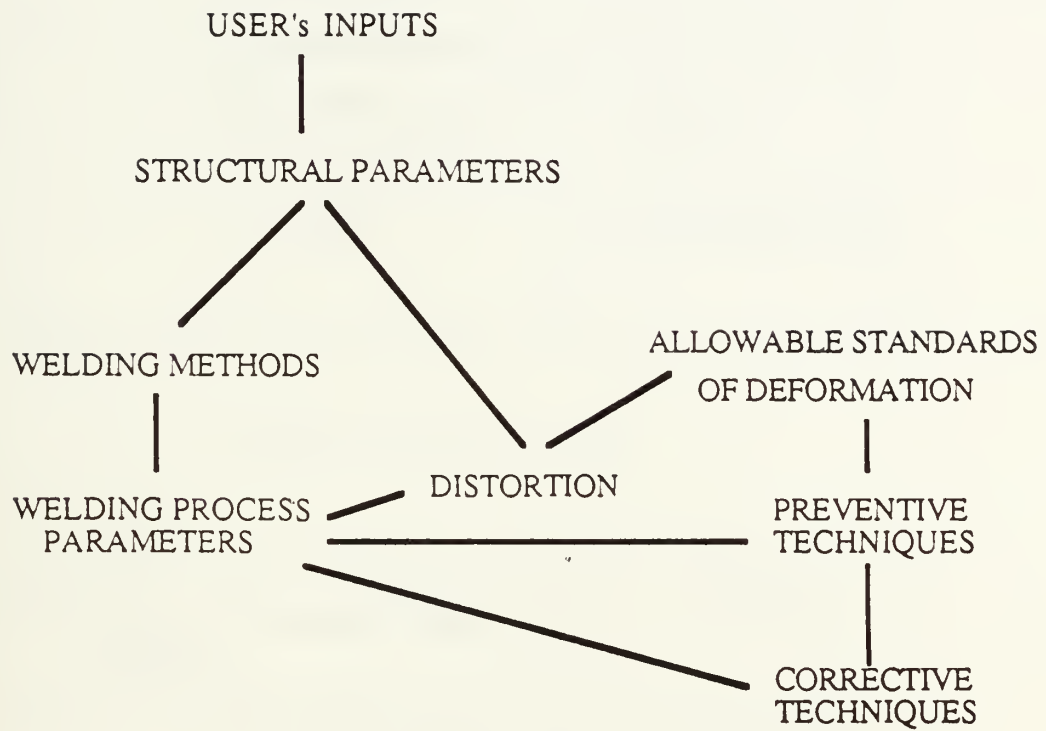 USER's INPUTS
STRUCTURAL PARAMETERS
WELDING METHODS
ALLOWABLE STANDARDS
OF DEFORMATION
DISTORTION
WELDING PROCESS
PARAMETERS
PREVENTIVE
TECHNIQUES
CORRECTIVE
TECHNIQUES